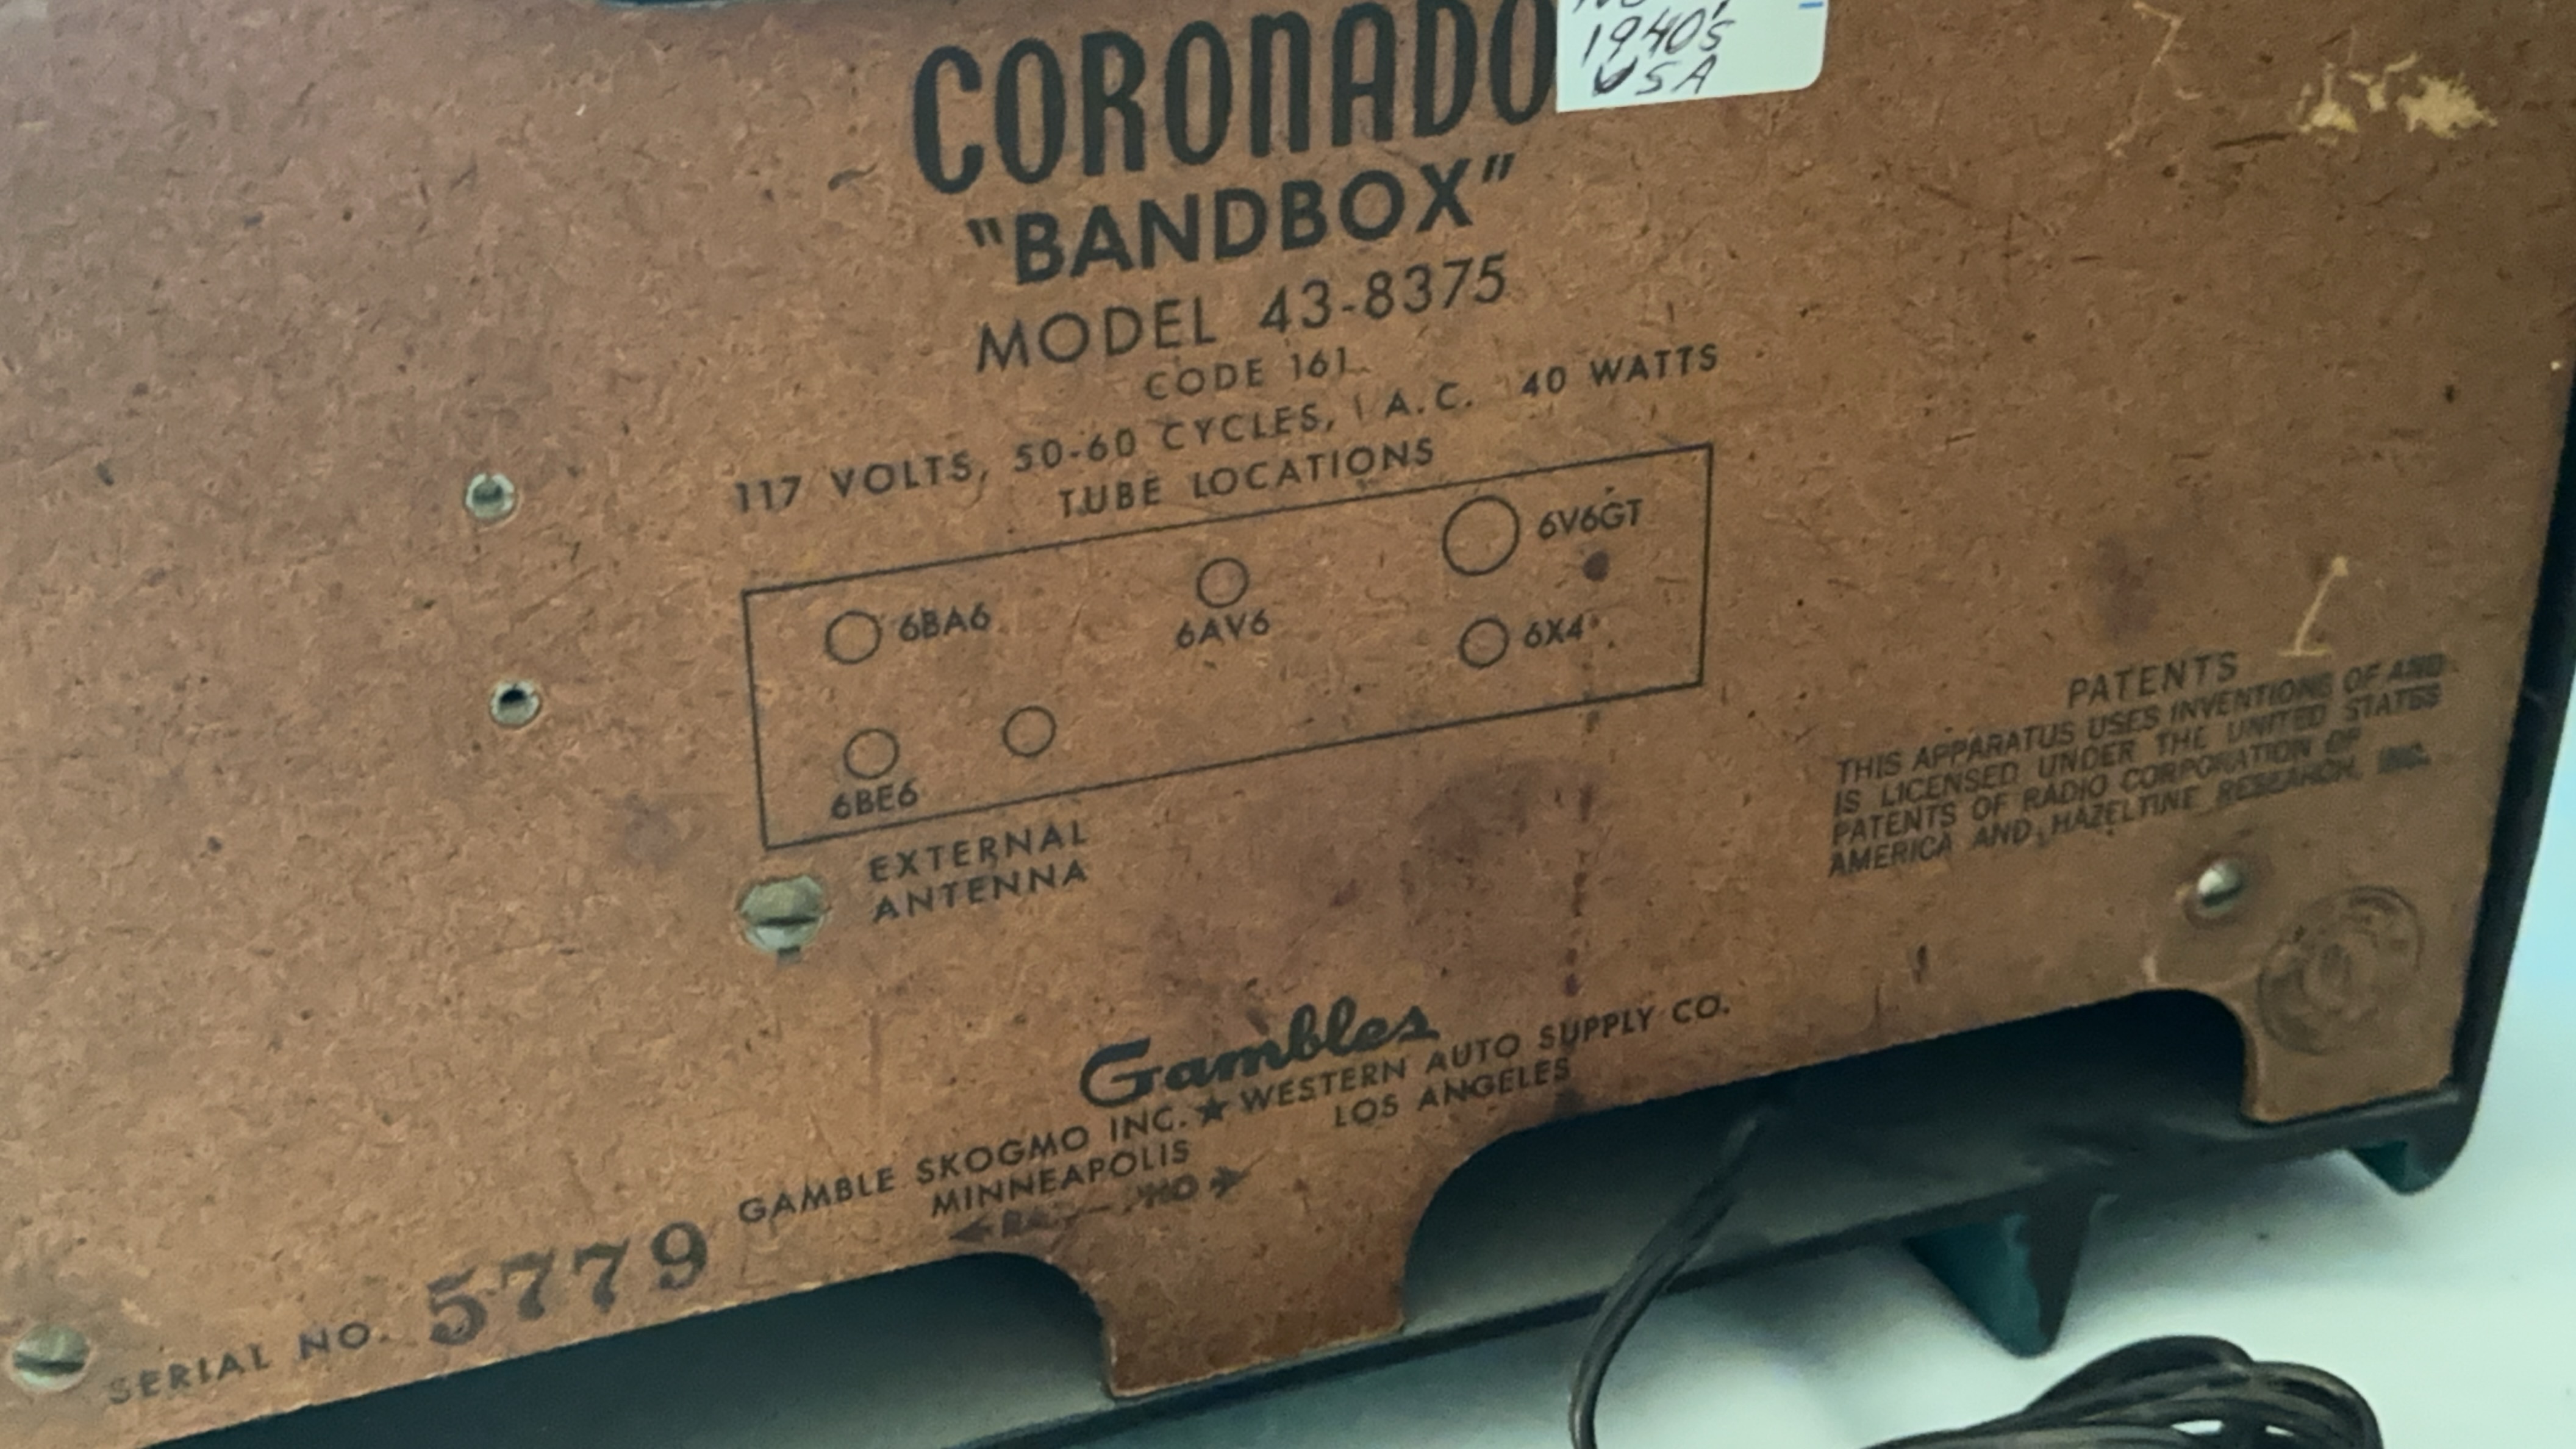 1940's
USA
CORONADO
"BANDBOX"
MODEL 43-8375
CODE 161
117 VOLTS, 50-60 CYCLES, A.C. 40 WATTS
TUBE LOCATIONS
6BA6
6AV6
6V6GT
6X4
6BE6
EXTERNAL
ANTENNA
PATENTS
THIS APPARATUS USES INVENTIONS OF AND
IS LICENSED UNDER THE UNITED STATES
PATENTS OF RADIO CORPORATION OF
AMERICA AND HAZELTINE RESEARCH, INC.
Gambles
GAMBLE SKOGMO INC. ★ WESTERN AUTO SUPPLY CO.
MINNEAPOLIS LOS ANGELES
SERIAL NO. 5779